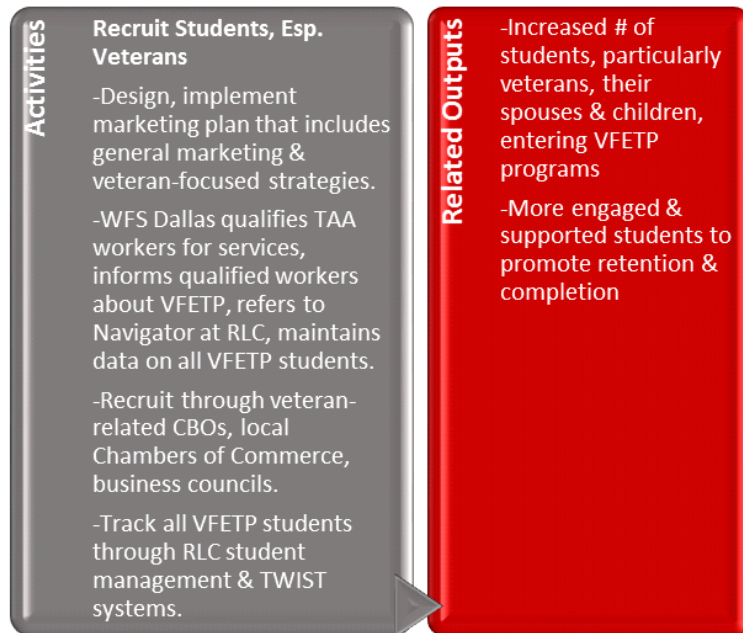 Activities
Recruit Students, Esp.
Veterans
-Design, implement
marketing plan that includes
general marketing &
veteran-focused strategies.
-WFS Dallas qualifies TAA
workers for services,
informs qualified workers
about VFETP, refers to
Navigator at RLC, maintains
data on all VFETP students.
-Recruit through veteran-
related CBOs, local
Chambers of Commerce,
business councils.
-Track all VFETP students
through RLC student
management & TWIST
systems.
Related Outputs
-Increased # of
students, particularly
veterans, their
spouses & children,
entering VFETP
programs
-More engaged &
supported students to
promote retention &
completion